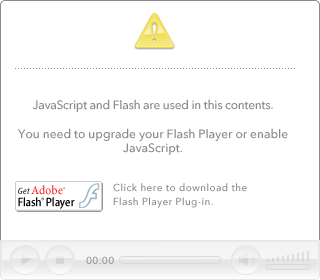 JavaScript and Flash are used in this contents.
You need to upgrade your Flash Player or enable
JavaScript.
Get Adobe®
Flash® Player
Click here to download the
Flash Player Plug-in.
00:00